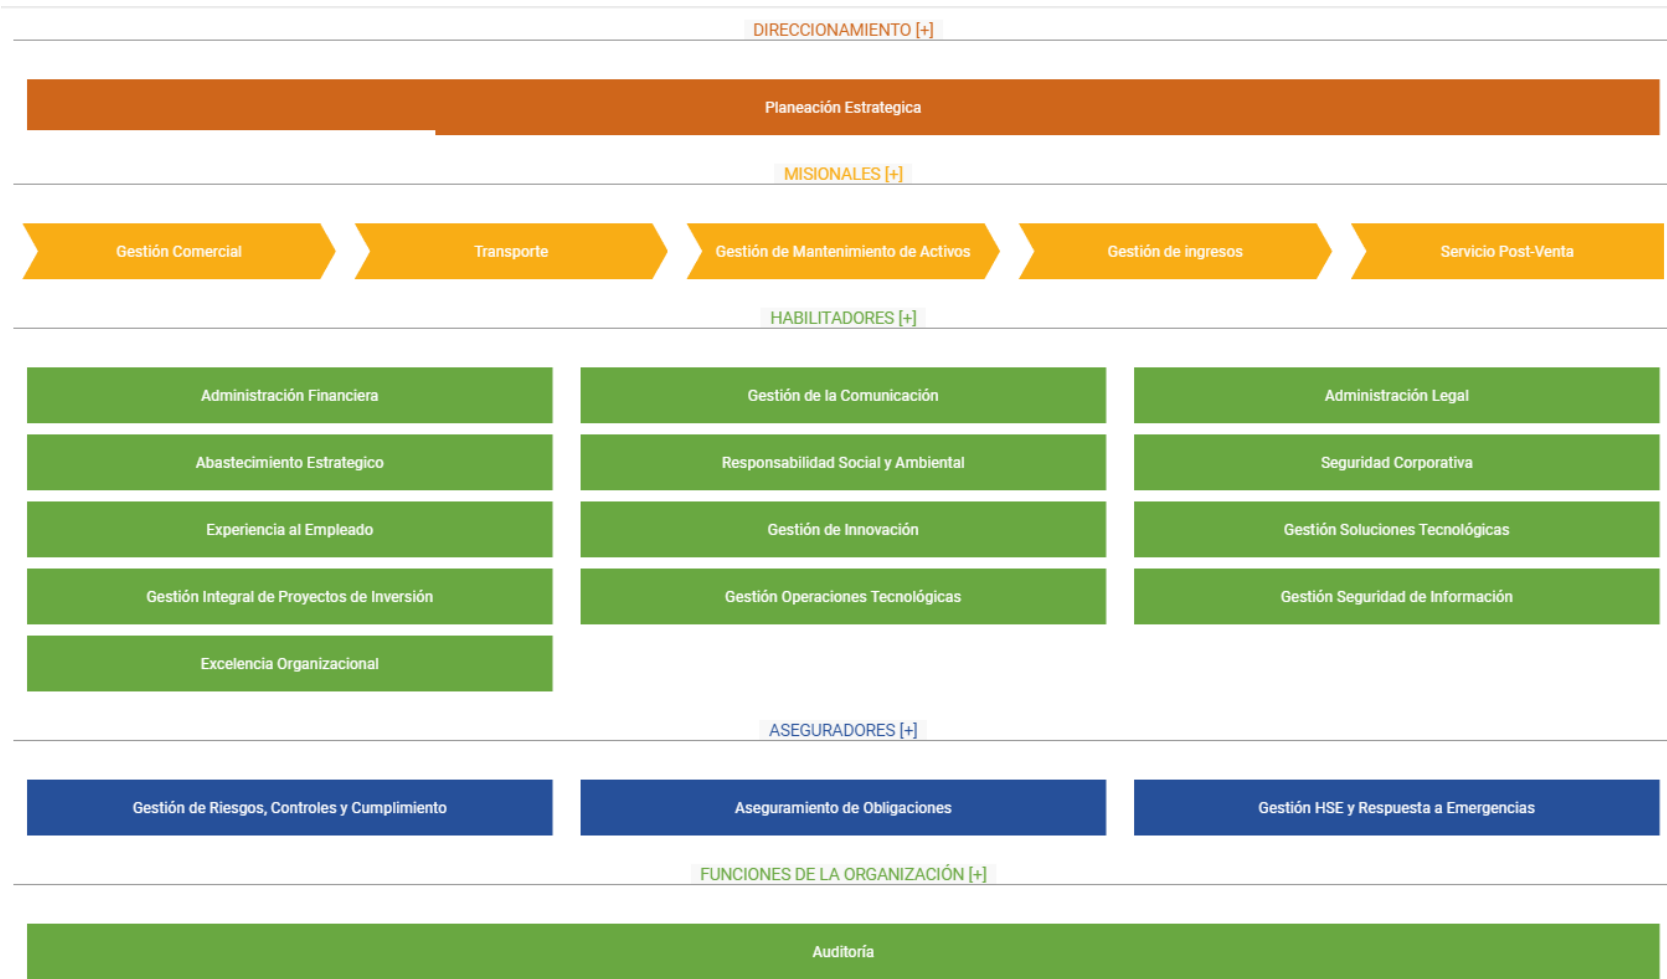 DIRECCIONAMIENTO [+]
Planeación Estrategica
MISIONALES [+]
Gestión Comercial
Transporte
Gestión de Mantenimiento de Activos
Gestión de ingresos
Servicio Post-Venta
HABILITADORES [+]
Administración Financiera
Gestión de la Comunicación
Administración Legal
Abastecimiento Estrategico
Responsabilidad Social y Ambiental
Seguridad Corporativa
Experiencia al Empleado
Gestión de Innovación
Gestión Soluciones Tecnológicas
Gestión Integral de Proyectos de Inversión
Gestión Operaciones Tecnológicas
Gestión Seguridad de Información
Excelencia Organizacional
ASEGURADORES [+]
Gestión de Riesgos, Controles y Cumplimiento
Aseguramiento de Obligaciones
Gestión HSE y Respuesta a Emergencias
FUNCIONES DE LA ORGANIZACIÓN [+]
Auditoría